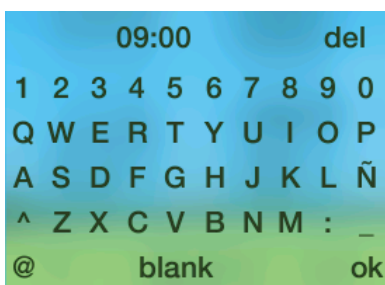 09:00 del
1 2 3 4 5 6 7 8 9 0
Q W E R T Y U I O P
A S D F G H J K L Ñ
^ Z X C V B N M : _
@ blank ok